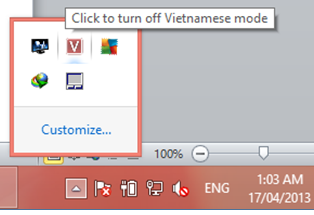 Click to turn off Vietnamese mode
V
Customize...
100%
ENG
1:03 AM
17/04/2013